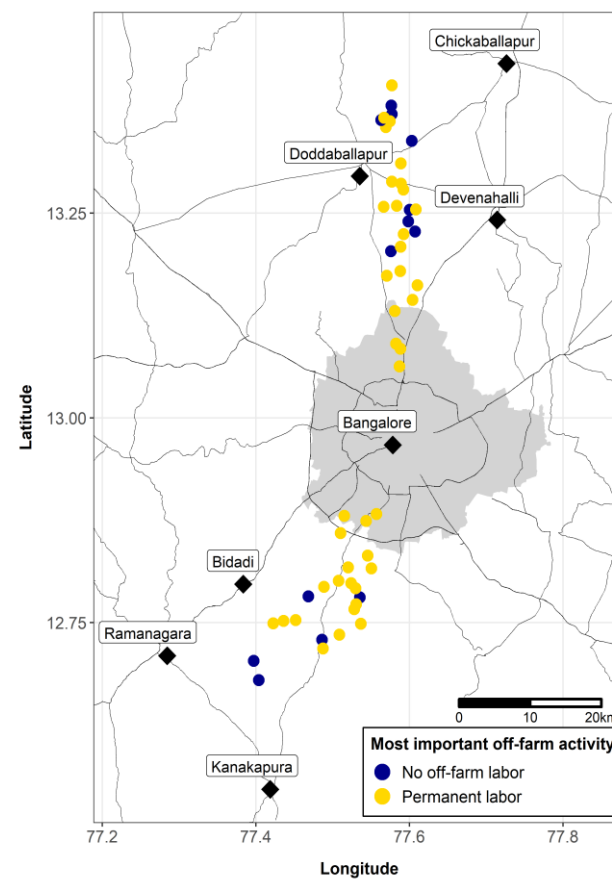 Chickaballapur
Doddaballapur
Devenahalli
13.25
Latitude
13.00
Bangalore
Bidadi
12.75
Ramanagara
0 10 20km
Most important off-farm activity
No off-farm labor
Permanent labor
Kanakapura
77.2 77.4 77.6 77.8
Longitude